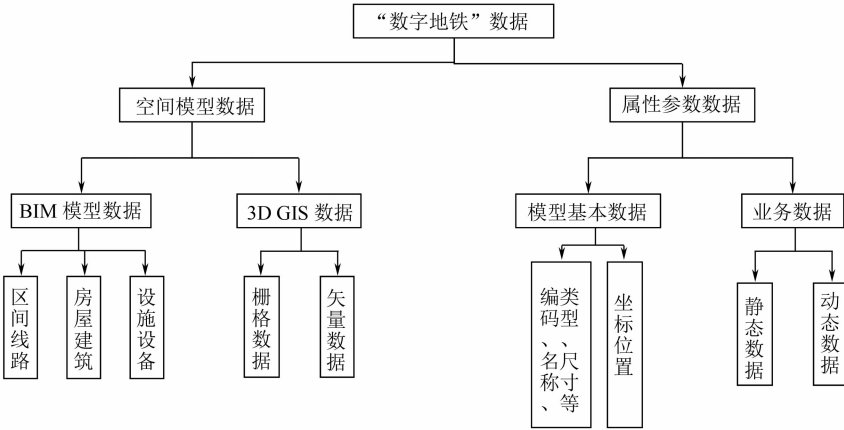 “数字地铁”数据
空间模型数据
属性参数数据
BIM 模型数据
3D GIS 数据
模型基本数据
业务数据
区间线路
房屋建筑
设施设备
栅格数据
矢量数据
编码、名称、
类型、尺寸等
坐标位置
静态数据
动态数据